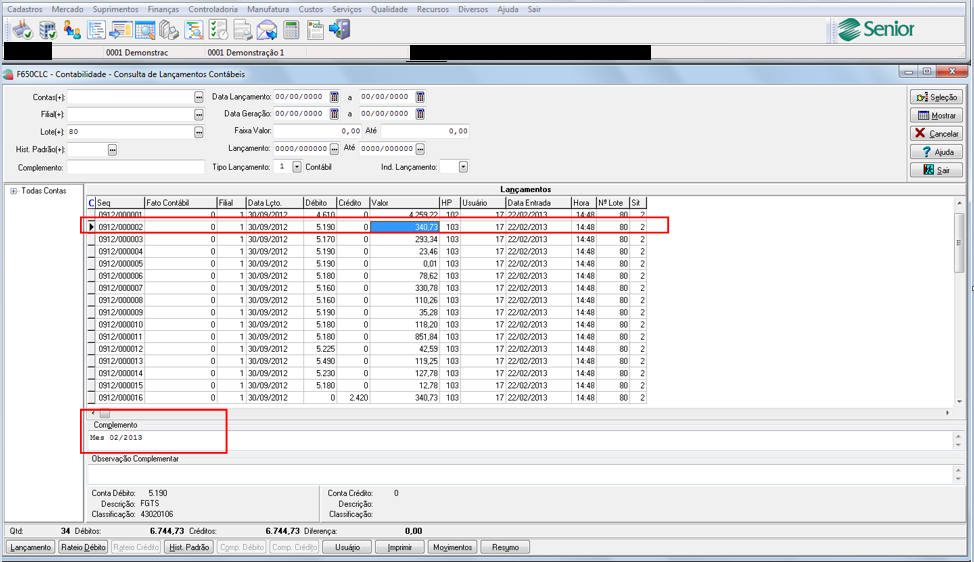 Cadastros Mercado Suprimentos Finanças Controladoria Manufatura Custos Serviços Qualidade Recursos Diversos Ajuda Sair
Senior
0001 Demonstrac 0001 Demonstração 1
F650CLC - Contabilidade - Consulta de Lançamentos Contábeis
Contas(+): ... Data Lançamento: 00/00/0000 a 00/00/0000
Filial(+): ... Data Geração: 00/00/0000 a 00/00/0000
Lote(+): 80 ... Faixa Valor: 0,00 Até 0,00
Hist. Padrão(+): ... Lançamento: 0000/000000 ... Até 0000/000000 ...
Complemento: Tipo Lançamento: 1 Contábil Ind. Lançamento:
Seleção
Mostrar
Cancelar
Ajuda
Sair
Todas Contas
Lançamentos
C Seq Fato Contábil Filial Data Lçto. Débito Crédito Valor HP Usuário Data Entrada Hora Nº Lote Sit
0912/000001 0 1 30/09/2012 4.610 0 4.259,22 102 17 22/02/2013 14:48 80 2
0912/000002 0 1 30/09/2012 5.190 0 340,73 103 17 22/02/2013 14:48 80 2
0912/000003 0 1 30/09/2012 5.170 0 293,34 103 17 22/02/2013 14:48 80 2
0912/000004 0 1 30/09/2012 5.190 0 23,46 103 17 22/02/2013 14:48 80 2
0912/000005 0 1 30/09/2012 5.190 0 0,01 103 17 22/02/2013 14:48 80 2
0912/000006 0 1 30/09/2012 5.180 0 78,62 103 17 22/02/2013 14:48 80 2
0912/000007 0 1 30/09/2012 5.160 0 330,78 103 17 22/02/2013 14:48 80 2
0912/000008 0 1 30/09/2012 5.160 0 110,26 103 17 22/02/2013 14:48 80 2
0912/000009 0 1 30/09/2012 5.190 0 35,28 103 17 22/02/2013 14:48 80 2
0912/000010 0 1 30/09/2012 5.180 0 118,20 103 17 22/02/2013 14:48 80 2
0912/000011 0 1 30/09/2012 5.180 0 851,84 103 17 22/02/2013 14:48 80 2
0912/000012 0 1 30/09/2012 5.225 0 42,59 103 17 22/02/2013 14:48 80 2
0912/000013 0 1 30/09/2012 5.490 0 119,25 103 17 22/02/2013 14:48 80 2
0912/000014 0 1 30/09/2012 5.230 0 127,78 103 17 22/02/2013 14:48 80 2
0912/000015 0 1 30/09/2012 5.180 0 12,78 103 17 22/02/2013 14:48 80 2
0912/000016 0 1 30/09/2012 0 2.420 340,73 103 17 22/02/2013 14:48 80 2
Complemento
Mes 02/2013
Observação Complementar
Conta Débito: 5.190 Conta Crédito: 0
Descrição: FGTS Descrição:
Classificação: 43020106 Classificação:
Qtd: 34 Débitos: 6.744,73 Créditos: 6.744,73 Diferença: 0,00
Lançamento Rateio Débito Rateio Crédito Hist. Padrão Comp. Débito Comp. Crédito Usuário Imprimir Movimentos Resumo